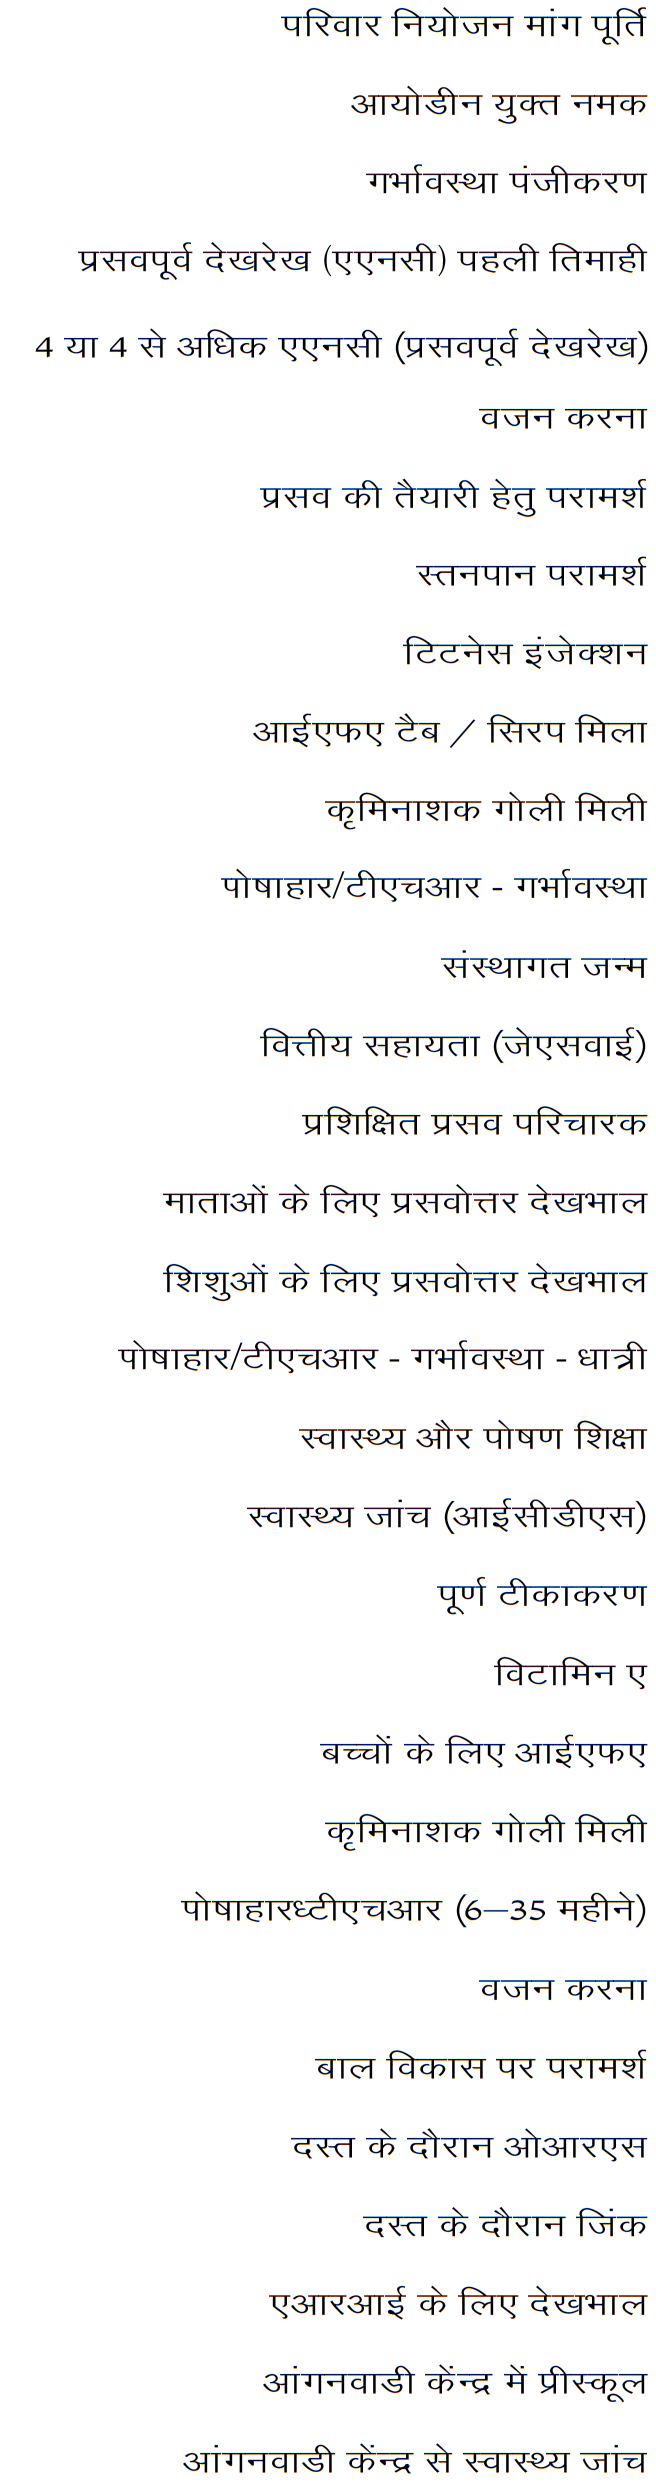 परिवार नियोजन मांग पूर्ति
आयोडीन युक्त नमक
गर्भावस्था पंजीकरण
प्रसवपूर्व देखरेख (एएनसी) पहली तिमाही
4 या 4 से अधिक एएनसी (प्रसवपूर्व देखरेख)
वजन करना
प्रसव की तैयारी हेतु परामर्श
स्तनपान परामर्श
टिटनेस इंजेक्शन
आईएफए टैब / सिरप मिला
कृमिनाशक गोली मिली
पोषाहार/टीएचआर - गर्भावस्था
संस्थागत जन्म
वित्तीय सहायता (जेएसवाई)
प्रशिक्षित प्रसव परिचारक
माताओं के लिए प्रसवोत्तर देखभाल
शिशुओं के लिए प्रसवोत्तर देखभाल
पोषाहार/टीएचआर - गर्भावस्था - धात्री
स्वास्थ्य और पोषण शिक्षा
स्वास्थ्य जांच (आईसीडीएस)
पूर्ण टीकाकरण
विटामिन ए
बच्चों के लिए आईएफए
कृमिनाशक गोली मिली
पोषाहारध्टीएचआर (6–35 महीने)
वजन करना
बाल विकास पर परामर्श
दस्त के दौरान ओआरएस
दस्त के दौरान जिंक
एआरआई के लिए देखभाल
आंगनवाडी केंन्द्र में प्रीस्कूल
आंगनवाडी केंन्द्र से स्वास्थ्य जांच